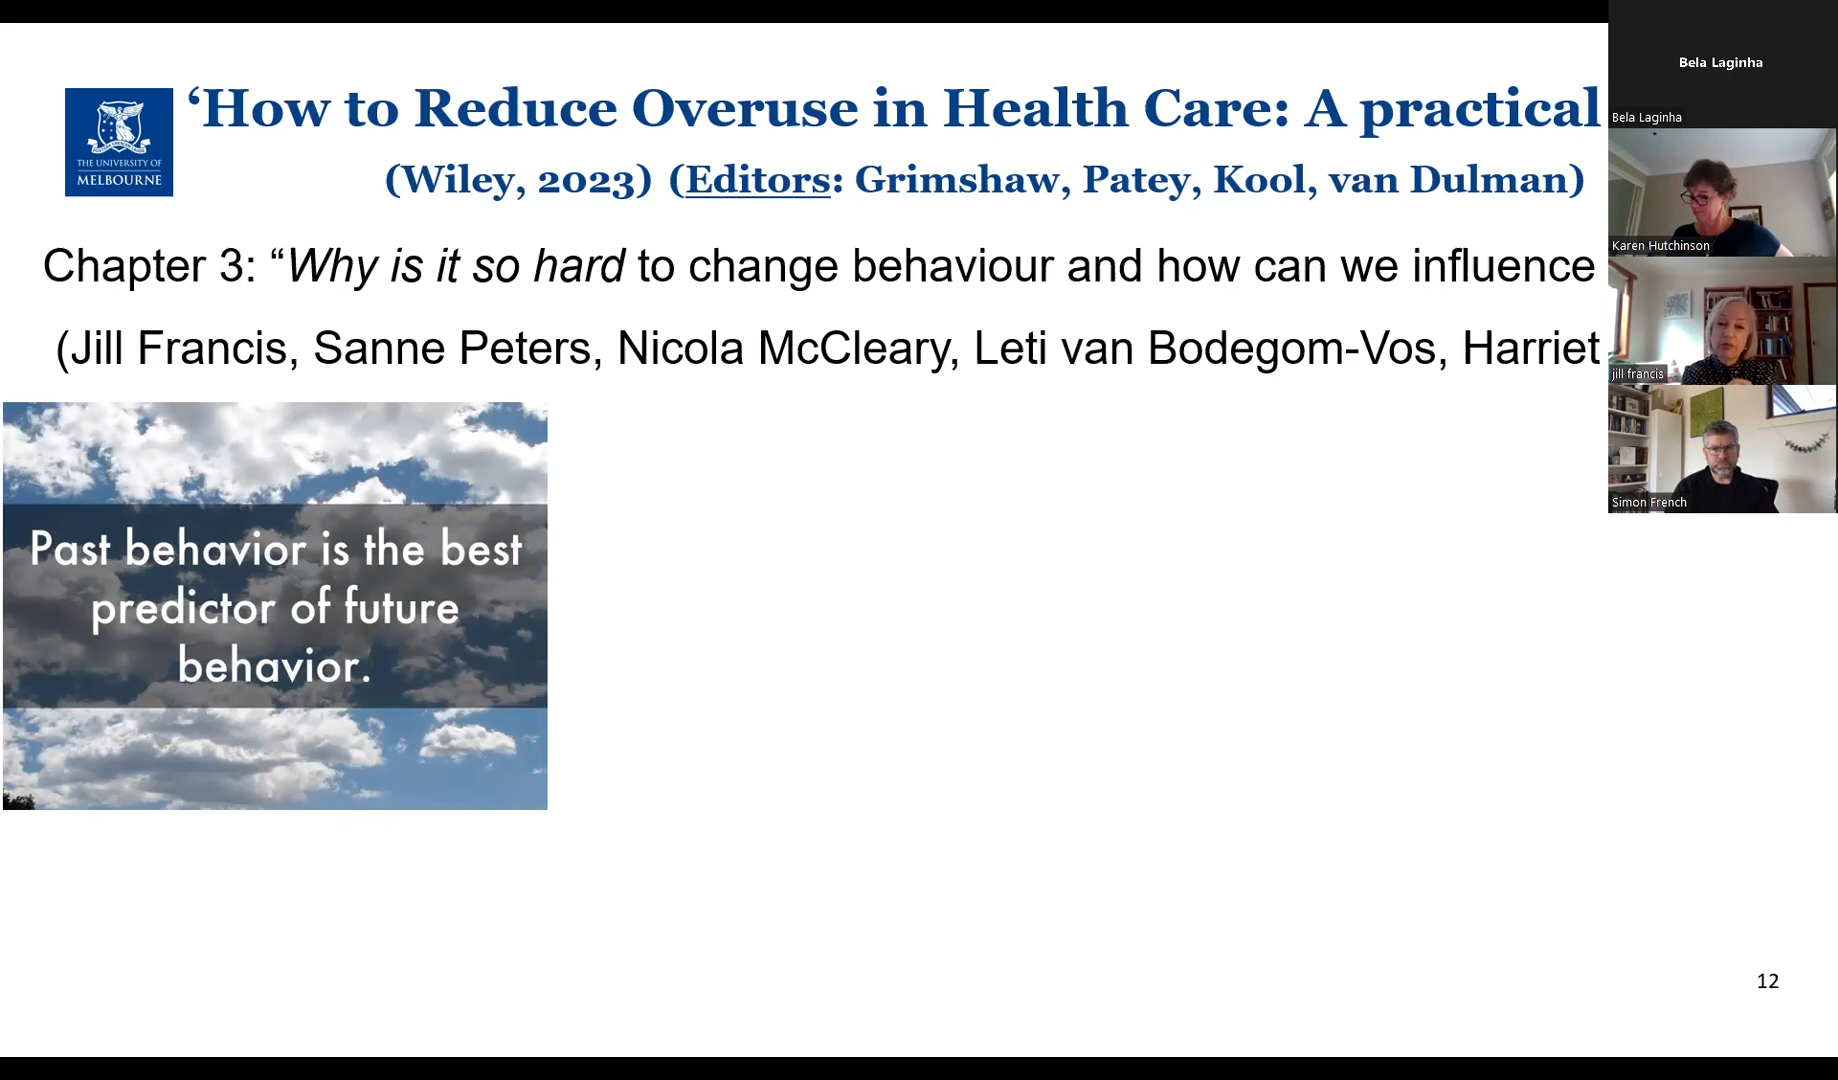 ‘How to Reduce Overuse in Health Care: A practical
(Wiley, 2023) (Editors: Grimshaw, Patey, Kool, van Dulman)
THE UNIVERSITY OF
MELBOURNE
Chapter 3: “Why is it so hard to change behaviour and how can we influence
(Jill Francis, Sanne Peters, Nicola McCleary, Leti van Bodegom-Vos, Harriet
Past behavior is the best
predictor of future
behavior.
12
Bela Laginha
Bela Laginha
Karen Hutchinson
jill francis
Simon French